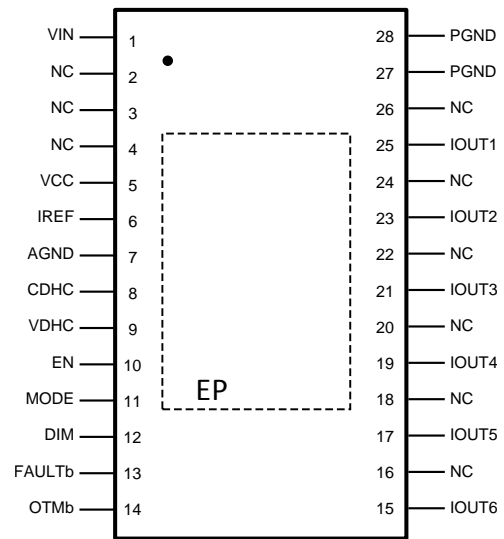 VIN 1 28 PGND
NC 2 27 PGND
NC 3 26 NC
NC 4 25 IOUT1
VCC 5 24 NC
IREF 6 23 IOUT2
AGND 7 22 NC
CDHC 8 21 IOUT3
VDHC 9 20 NC
EN 10 19 IOUT4
MODE 11 EP 18 NC
DIM 12 17 IOUT5
FAULTb 13 16 NC
OTMb 14 15 IOUT6